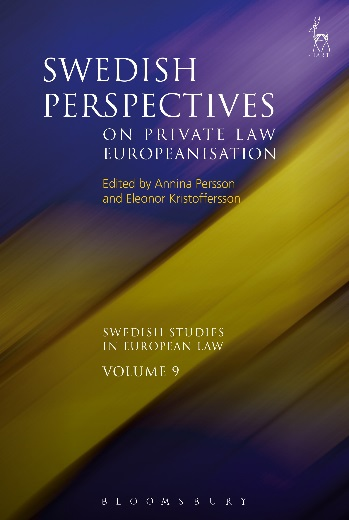 SWEDISH
PERSPECTIVES
ON PRIVATE LAW
EUROPEANISATION
Edited by Annina Persson
and Eleonor Kristoffersson
SWEDISH STUDIES
IN EUROPEAN LAW
VOLUME 9
BLOOMSBURY